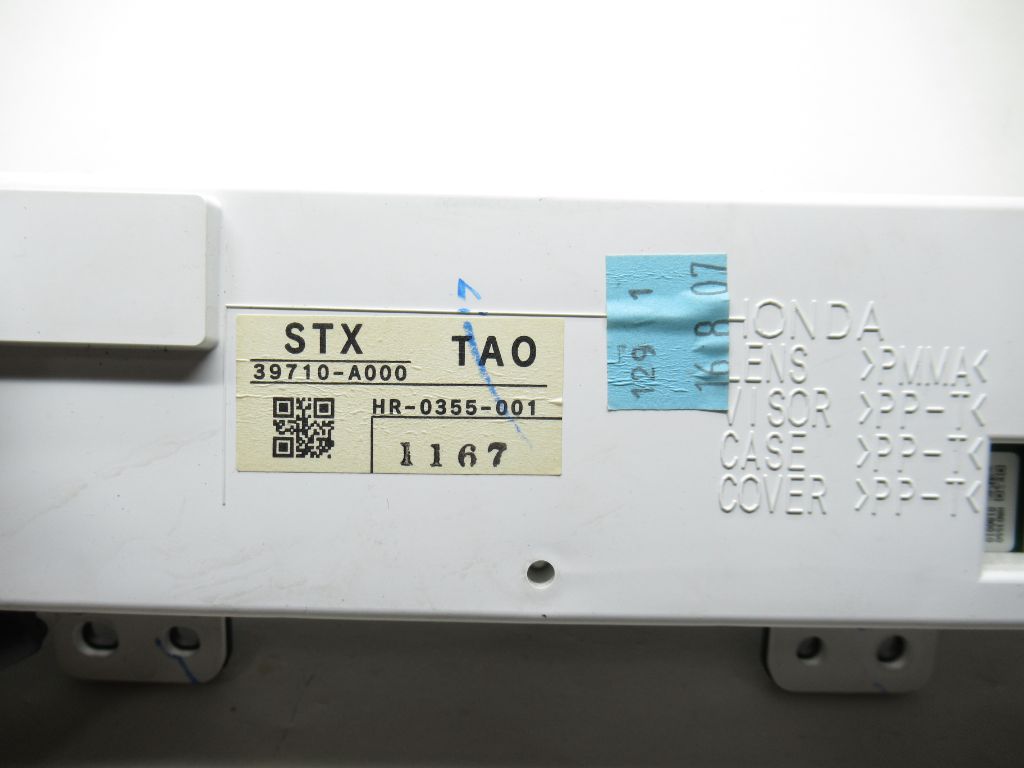 STX TAO
39710-A000
HR-0355-001
1167
129 1
16 8 07
HONDA
LENS >PMMA<
VISOR >PP-T<
CASE >PP-T<
COVER >PP-T<